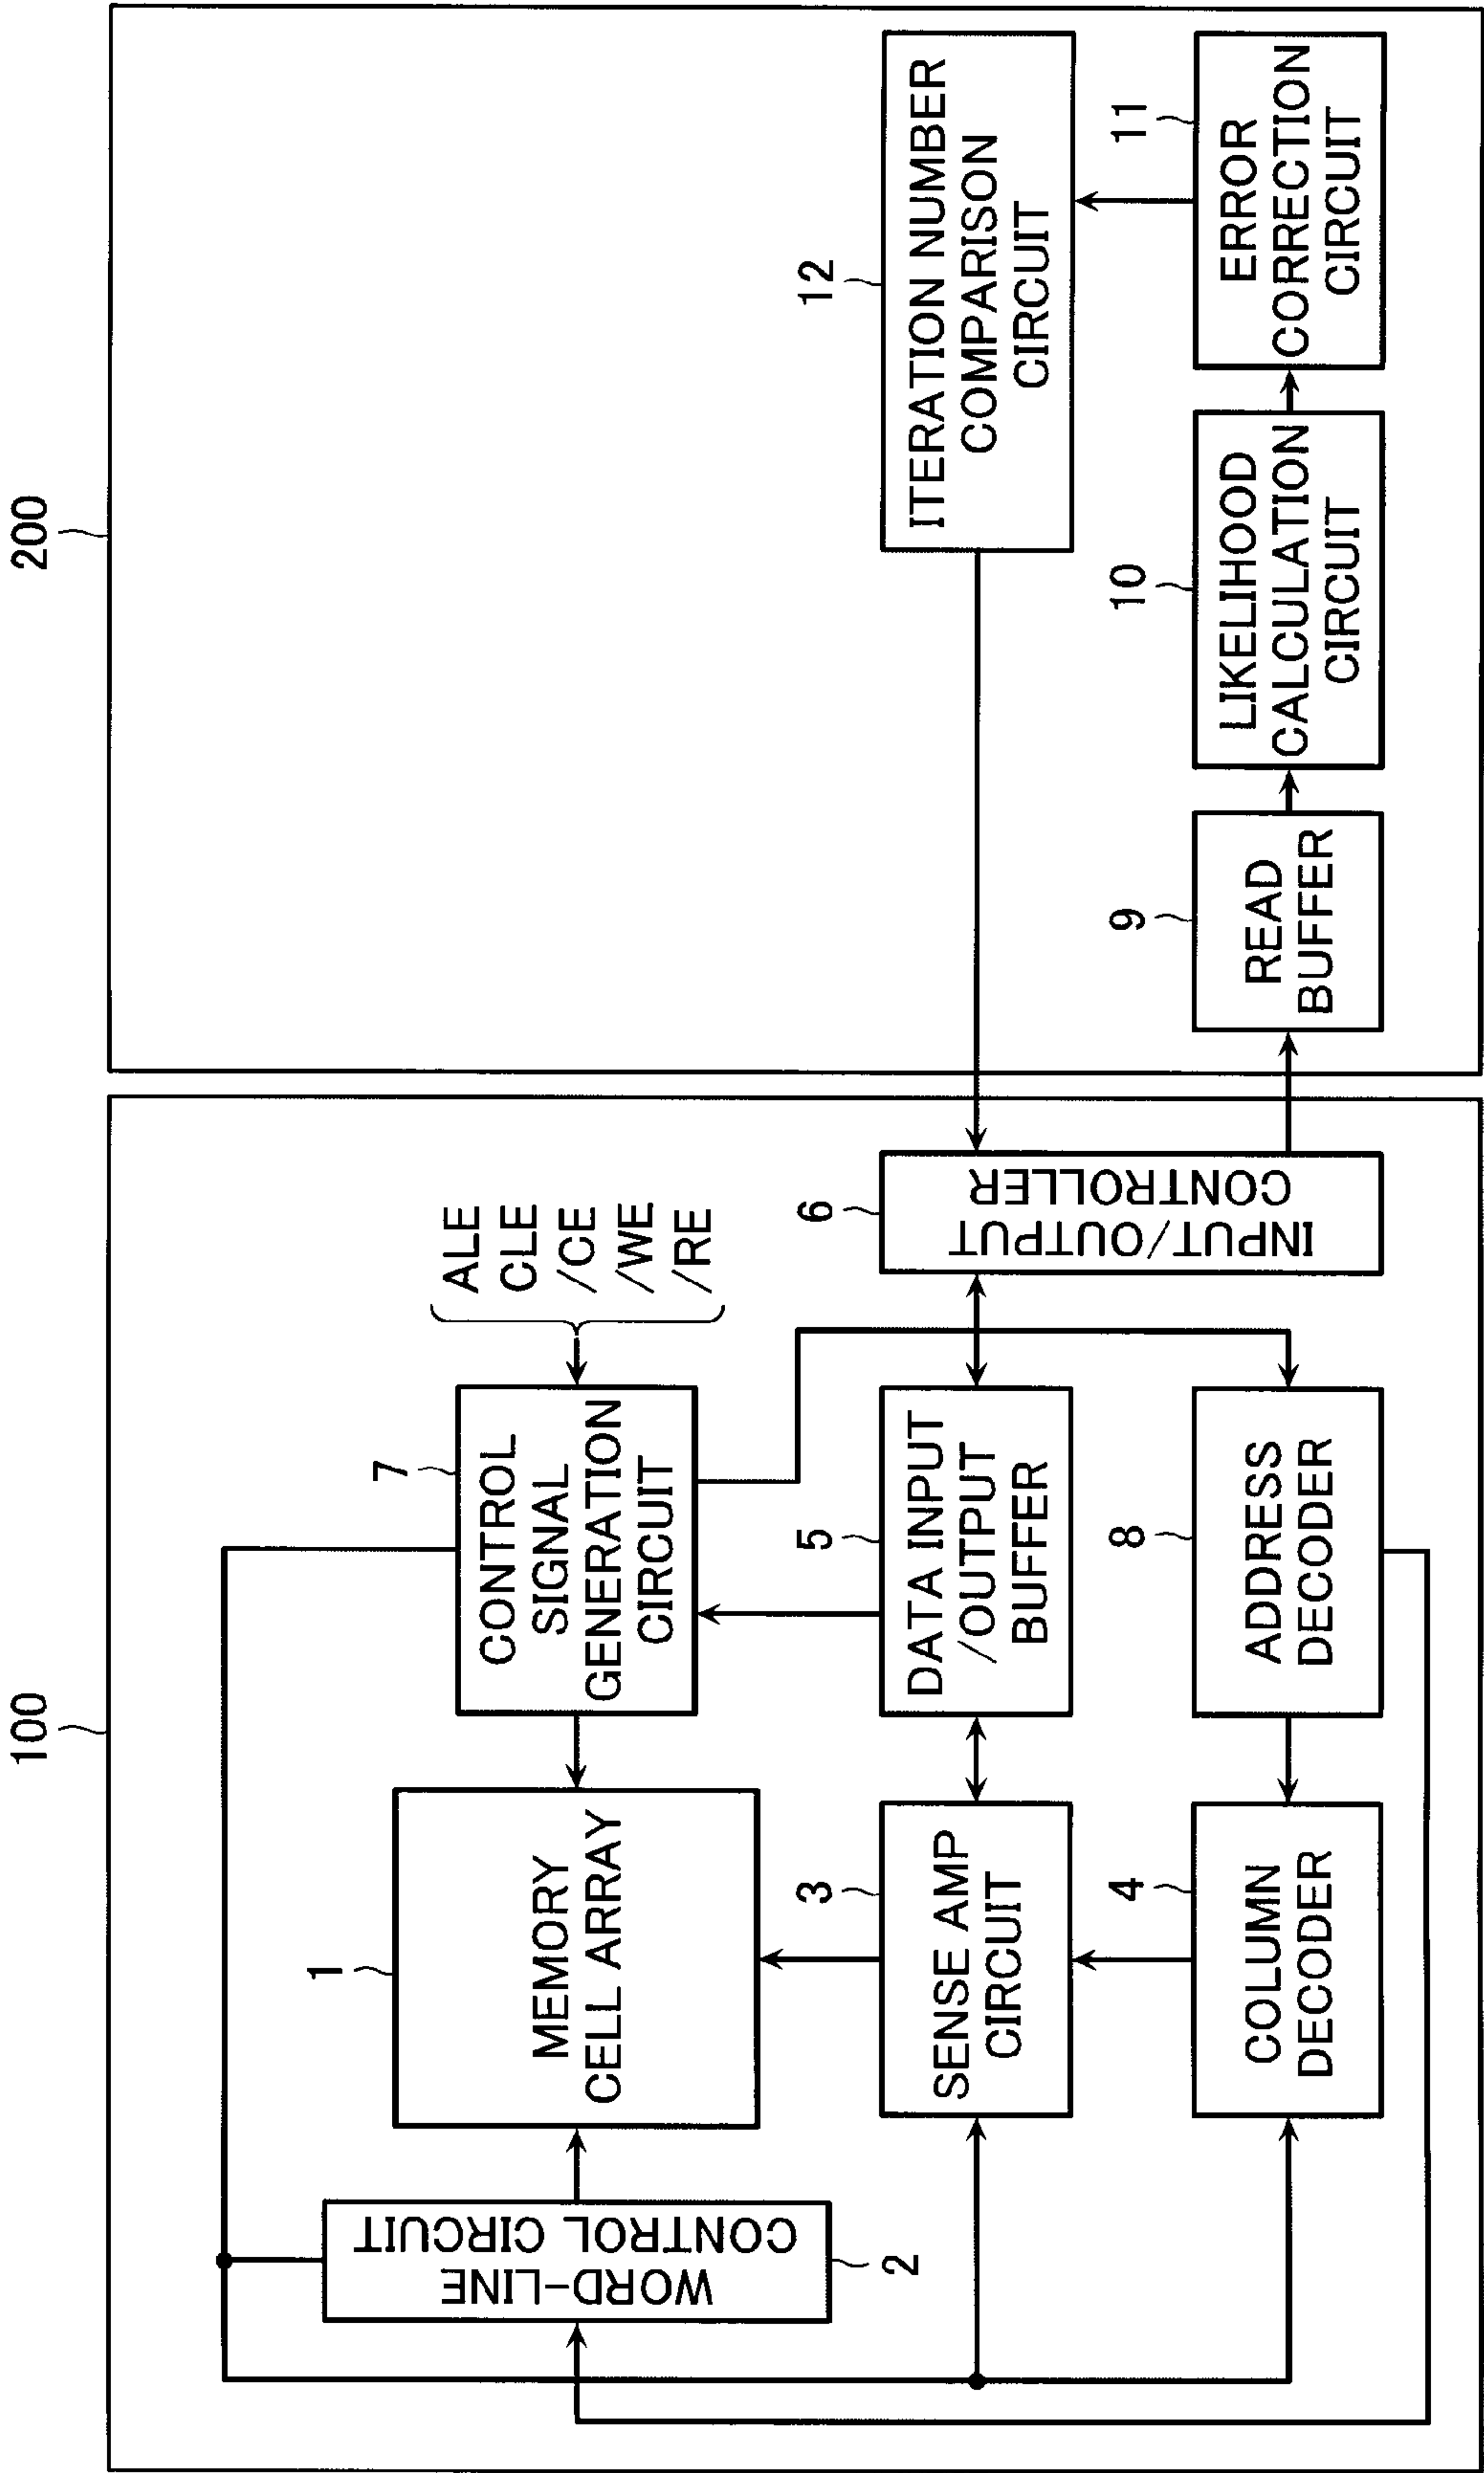 100
200
1
MEMORY
CELL ARRAY
2
WORD-LINE
CONTROL CIRCUIT
7
CONTROL
SIGNAL
GENERATION
CIRCUIT
ALE
CLE
/CE
/WE
/RE
3
SENSE AMP
CIRCUIT
5
DATA INPUT
/OUTPUT
BUFFER
6
INPUT/OUTPUT
CONTROLLER
12
ITERATION NUMBER
COMPARISON
CIRCUIT
4
COLUMN
DECODER
8
ADDRESS
DECODER
9
READ
BUFFER
10
LIKELIHOOD
CALCULATION
CIRCUIT
11
ERROR
CORRECTION
CIRCUIT